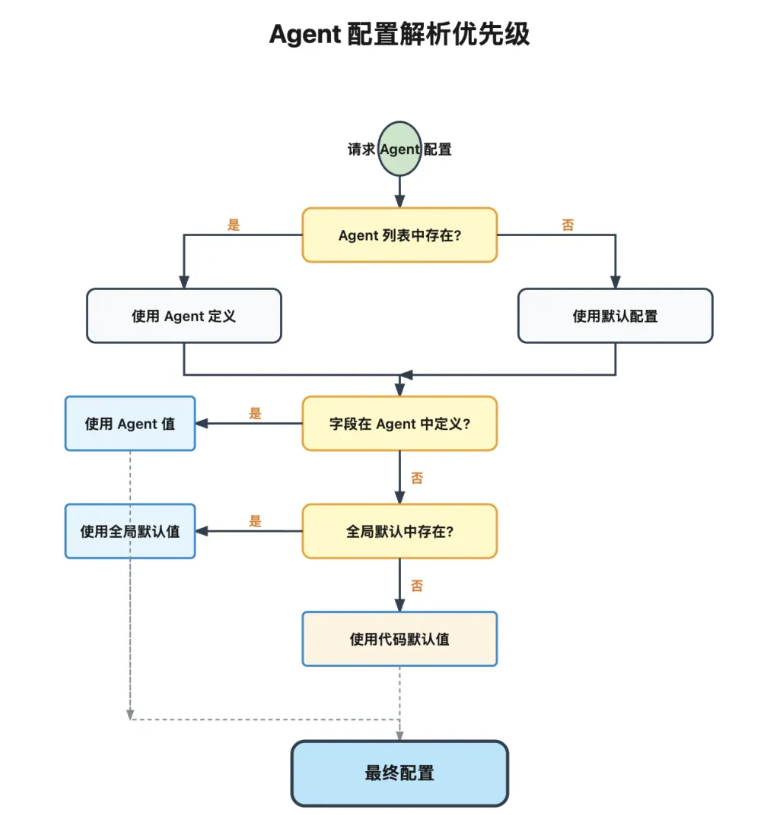 Agent 配置解析优先级
请求 Agent 配置
Agent 列表中存在?
是
否
使用 Agent 定义
使用默认配置
字段在 Agent 中定义?
是
使用 Agent 值
否
全局默认中存在?
是
使用全局默认值
否
使用代码默认值
最终配置